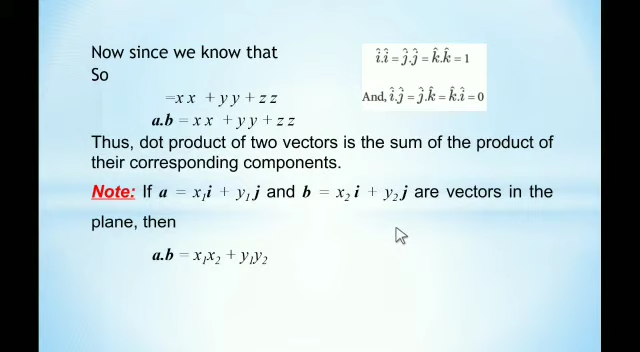 Now since we know that
î.î = ĵ.ĵ = k̂.k̂ = 1
So
And, î.ĵ = ĵ.k̂ = k̂.î = 0
=x x + y y + z z
a.b = x x + y y + z z
Thus, dot product of two vectors is the sum of the product of
their corresponding components.
Note: If a = x₁i + y₁j and b = x₂i + y₂j are vectors in the
plane, then
a.b = x₁x₂ + y₁y₂